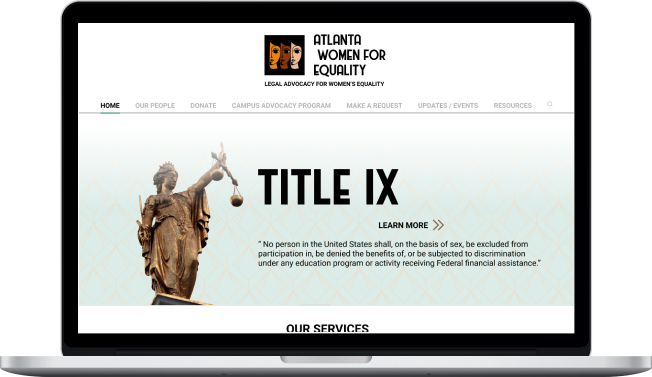 ATLANTA
WOMEN FOR
EQUALITY
LEGAL ADVOCACY FOR WOMEN'S EQUALITY
HOME OUR PEOPLE DONATE CAMPUS ADVOCACY PROGRAM MAKE A REQUEST UPDATES / EVENTS RESOURCES
TITLE IX
LEARN MORE
“ No person in the United States shall, on the basis of sex, be excluded from
participation in, be denied the benefits of, or be subjected to discrimination
under any education program or activity receiving Federal financial assistance.”
OUR SERVICES